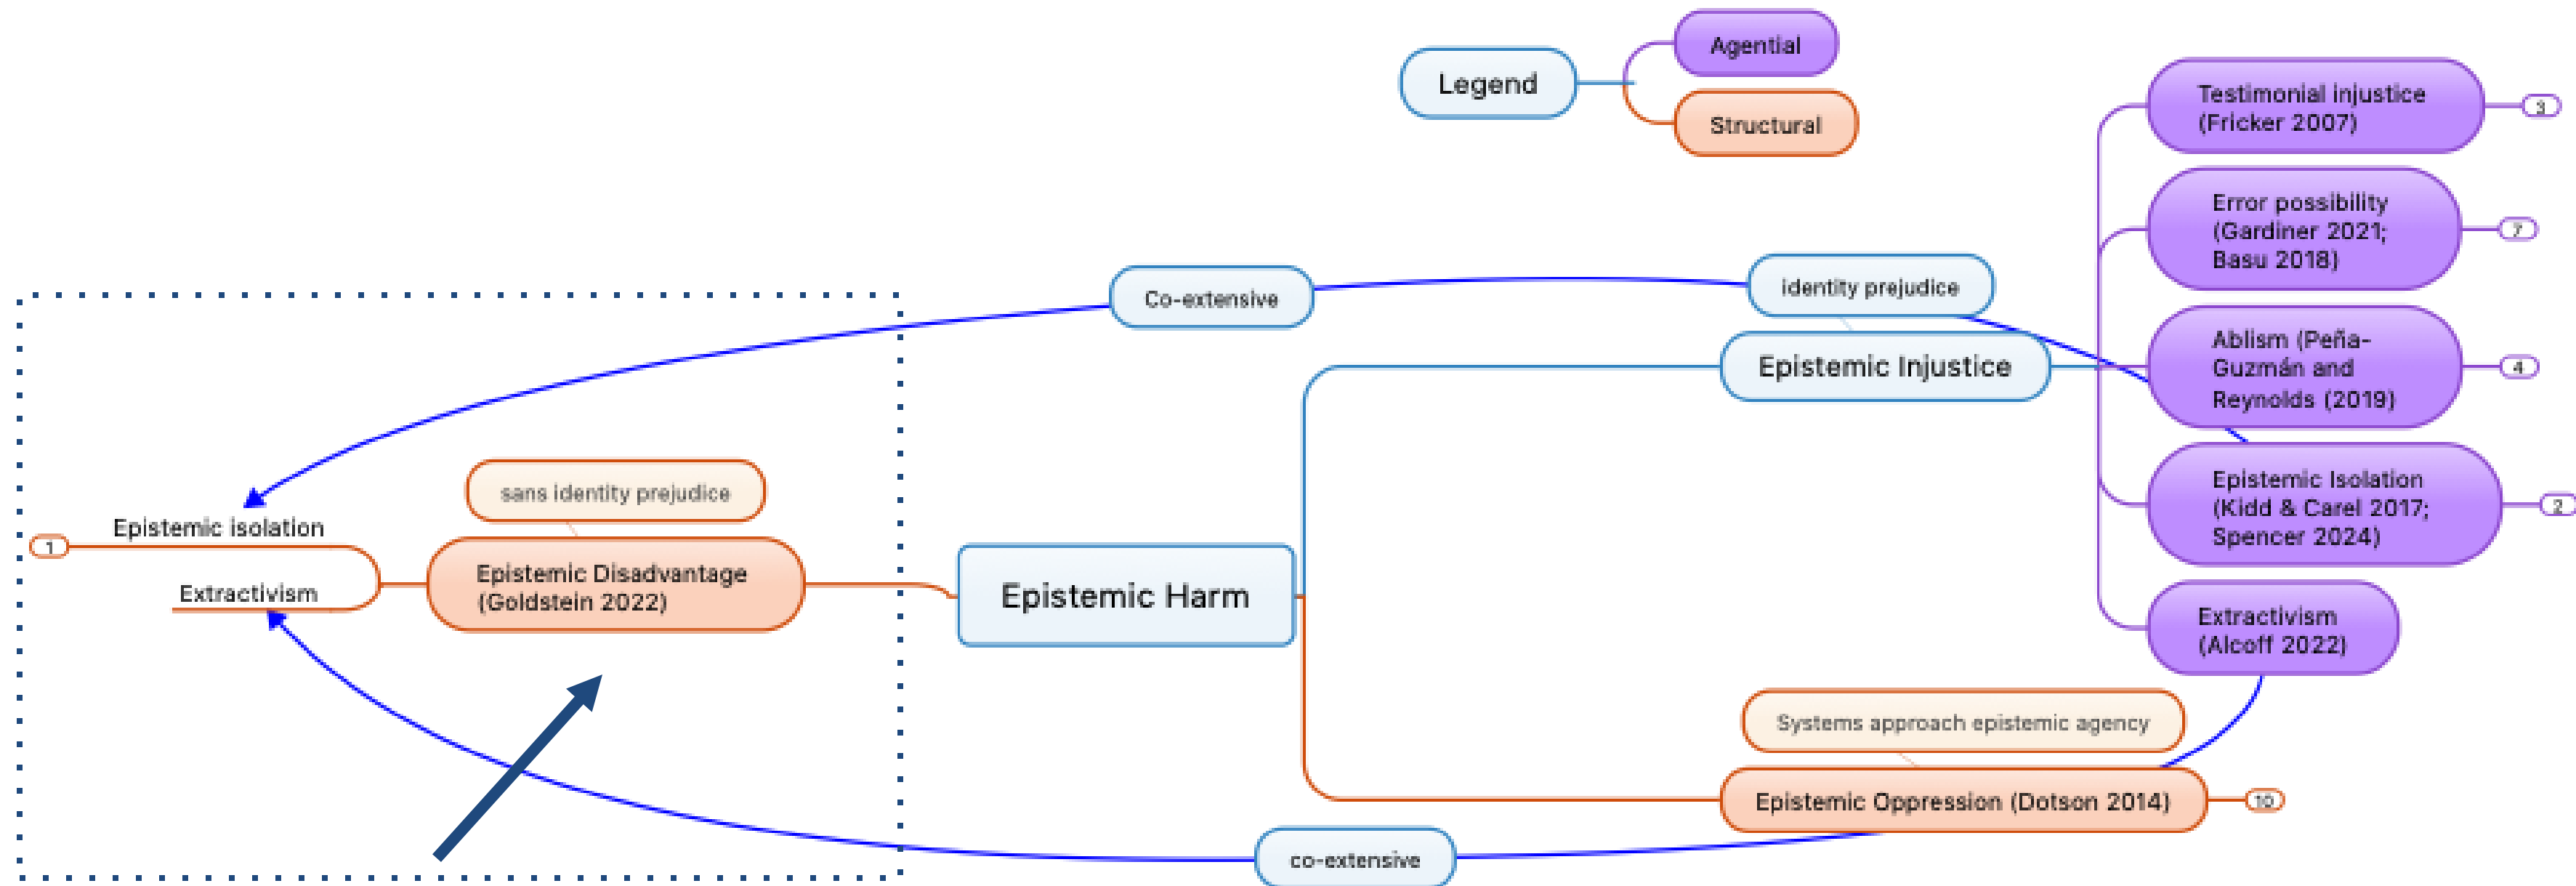 Legend
Agential
Structural
Testimonial injustice
(Fricker 2007)
3
Error possibility
(Gardiner 2021;
Basu 2018)
7
Co-extensive
identity prejudice
Epistemic Injustice
Ablism (Peña-
Guzmán and
Reynolds (2019)
4
Epistemic Isolation
(Kidd & Carel 2017;
Spencer 2024)
2
Extractivism
(Alcoff 2022)
sans identity prejudice
Epistemic isolation
1
Extractivism
Epistemic Disadvantage
(Goldstein 2022)
Epistemic Harm
Systems approach epistemic agency
Epistemic Oppression (Dotson 2014)
10
co-extensive